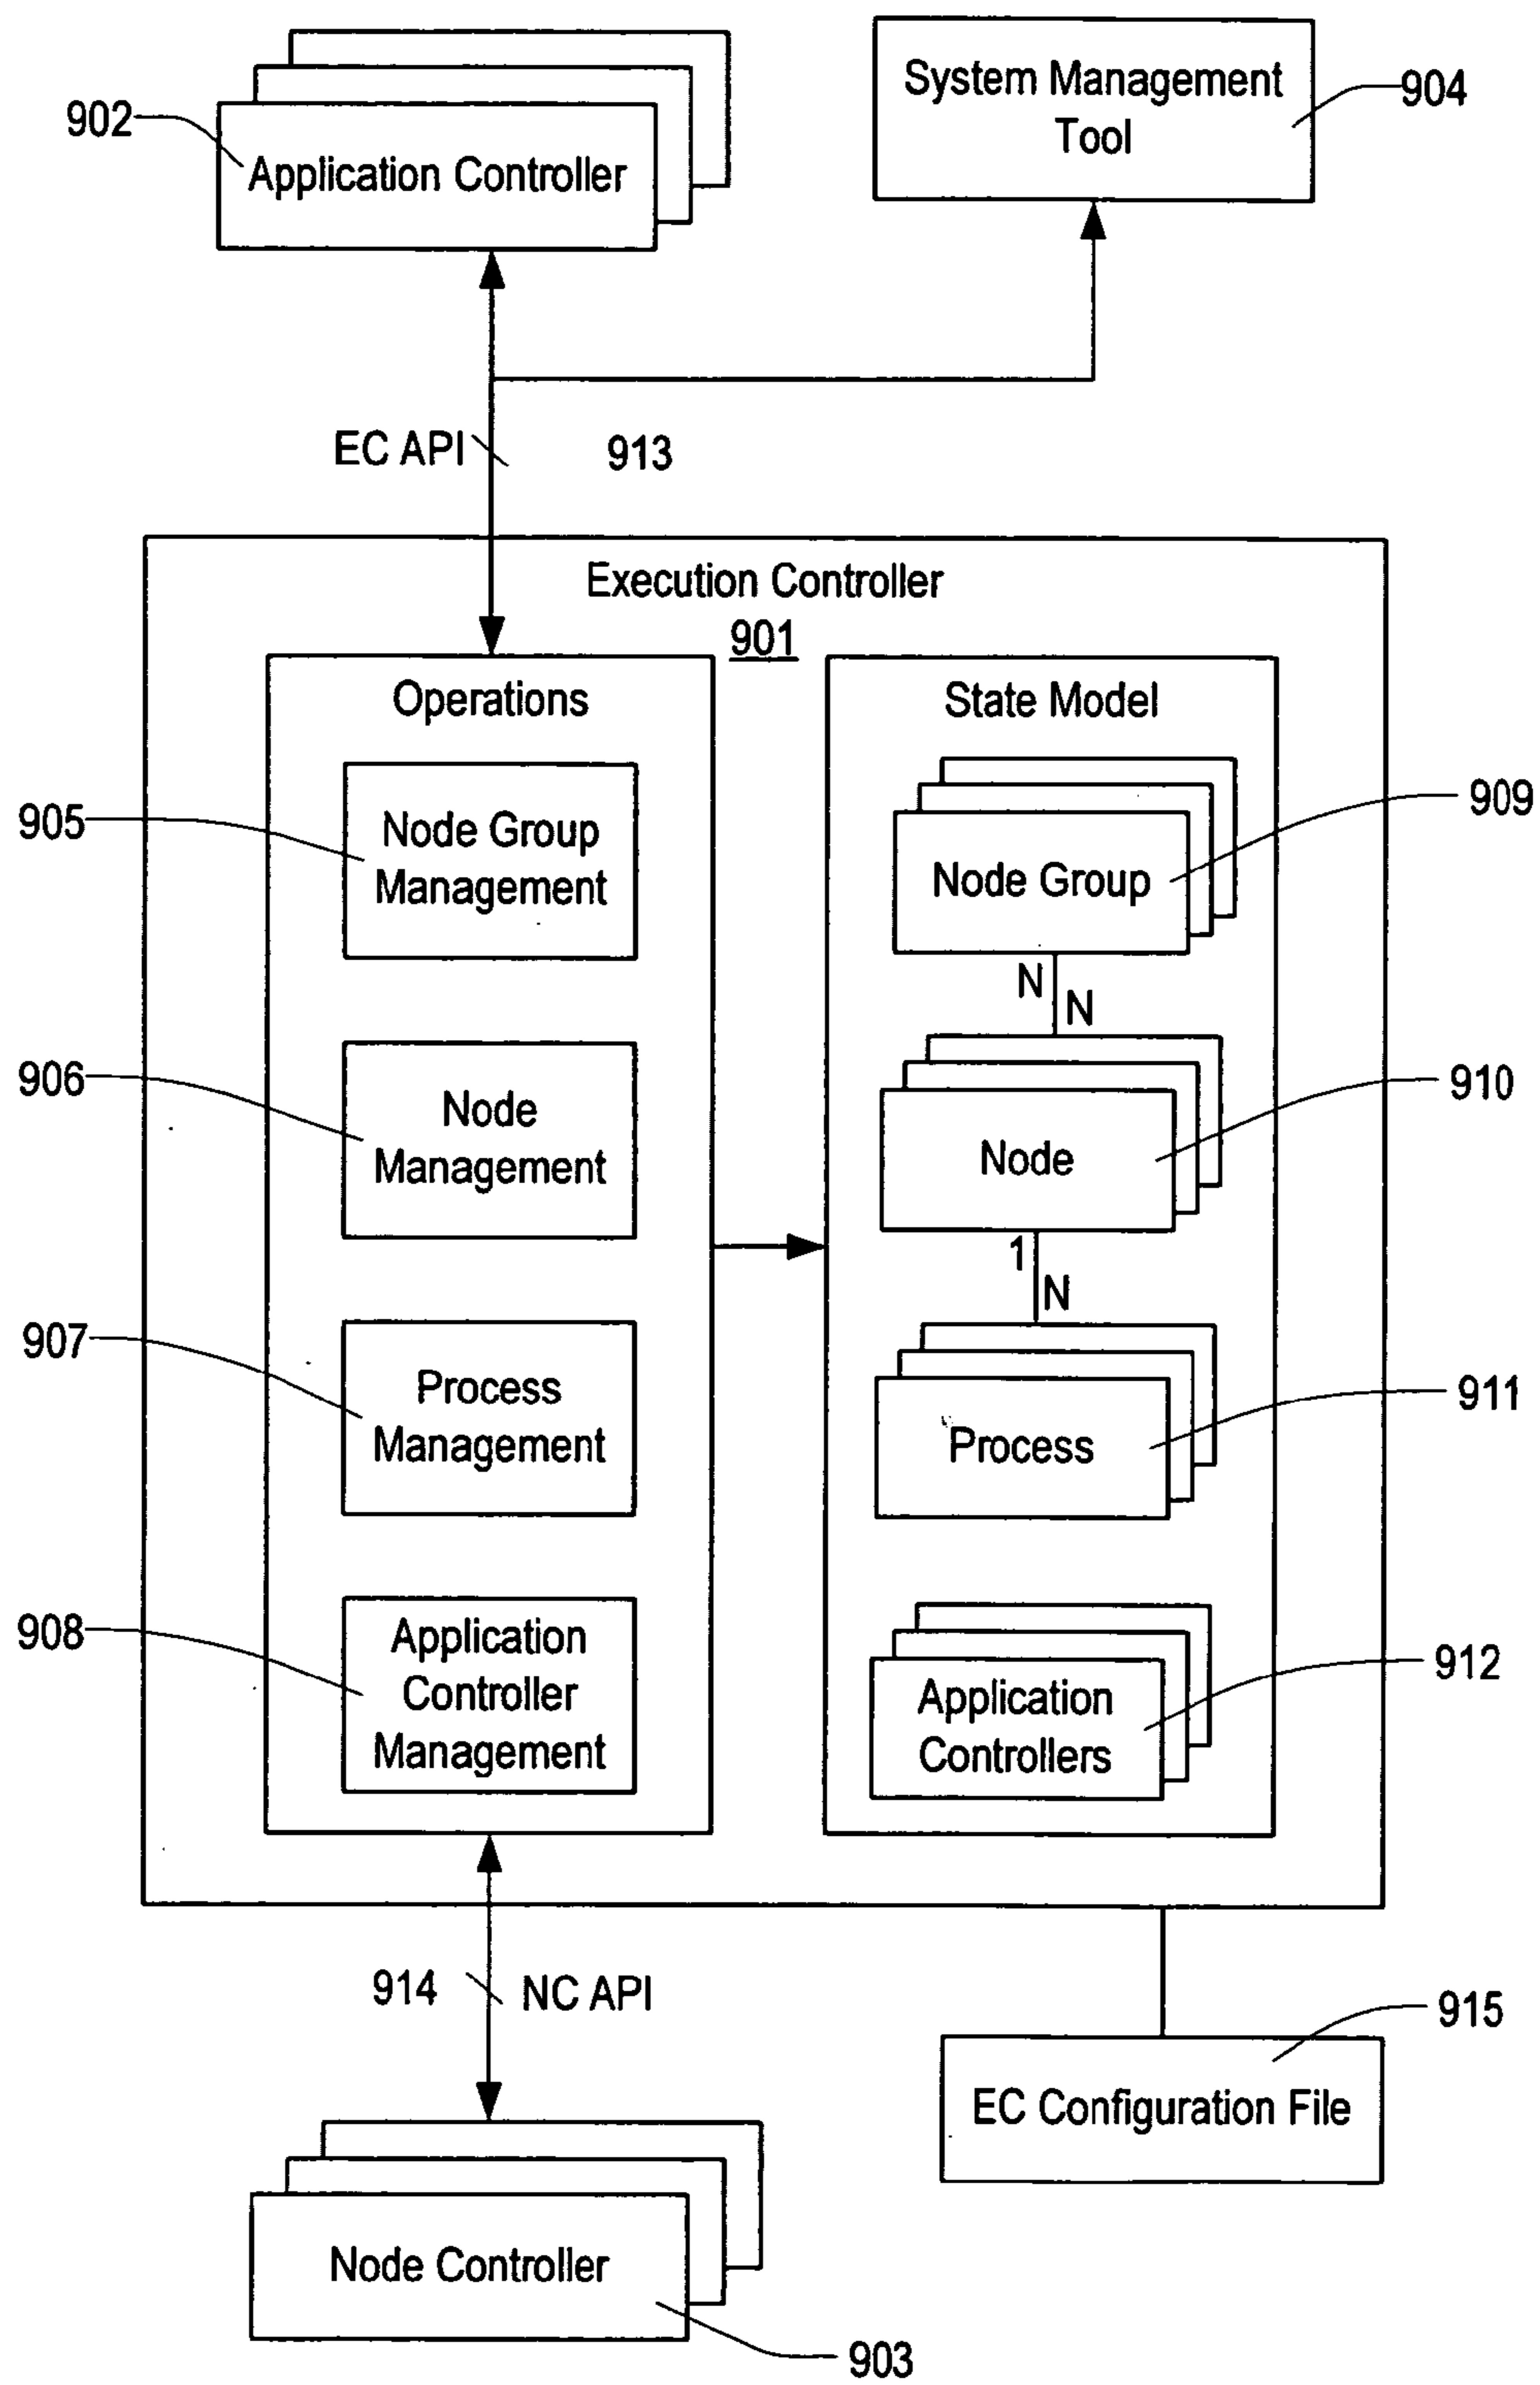 902
Application Controller
System Management
Tool
904
EC API
913
Execution Controller
901
Operations
State Model
905
Node Group
Management
Node Group
909
N
N
906
Node
Management
Node
910
1
N
907
Process
Management
Process
911
908
Application
Controller
Management
Application
Controllers
912
914
NC API
915
EC Configuration File
Node Controller
903